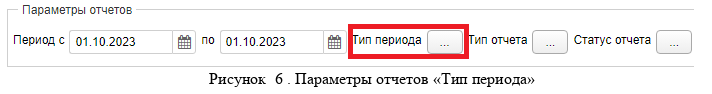 Параметры отчетов
Период с 01.10.2023 по 01.10.2023 Тип периода ... Тип отчета ... Статус отчета ...
Рисунок 6 . Параметры отчетов «Тип периода»